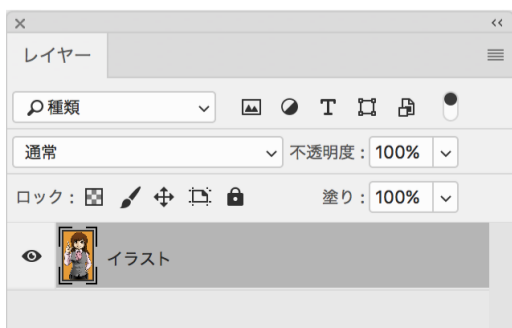 レイヤー
種類
通常 不透明度 : 100%
ロック : 塗り : 100%
イラスト